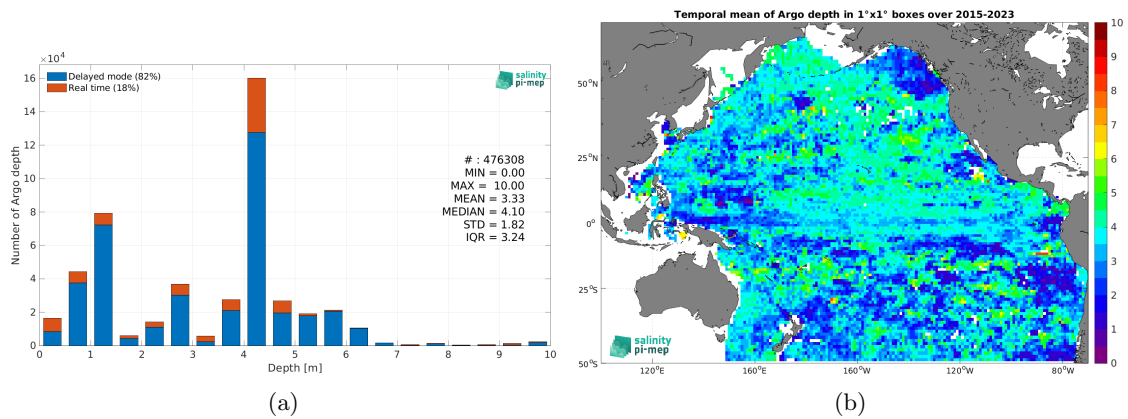 ×10⁴
16
14
12
10
8
6
4
2
0
Number of Argo depth
Delayed mode (82%)
Real time (18%)
salinity
pi-mep
# : 476308
MIN = 0.00
MAX = 10.00
MEAN = 3.33
MEDIAN = 4.10
STD = 1.82
IQR = 3.24
0 1 2 3 4 5 6 7 8 9 10
Depth [m]
(a)
Temporal mean of Argo depth in 1°x1° boxes over 2015-2023
50°N
25°N
0°
25°S
50°S
120°E 160°E 160°W 120°W 80°W
salinity
pi-mep
10
9
8
7
6
5
4
3
2
1
0
(b)